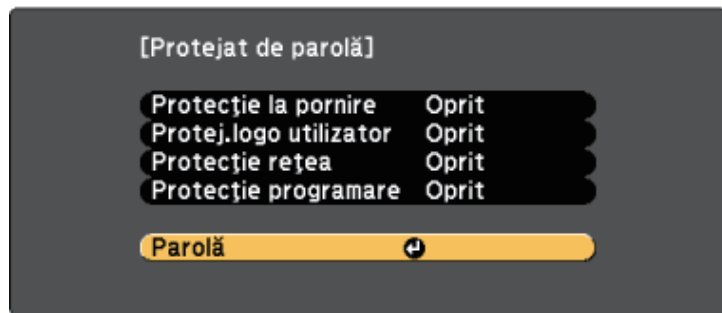 [Protejat de parolă]
Protecţie la pornire Oprit
Protej.logo utilizator Oprit
Protecţie reţea Oprit
Protecţie programare Oprit
Parolă